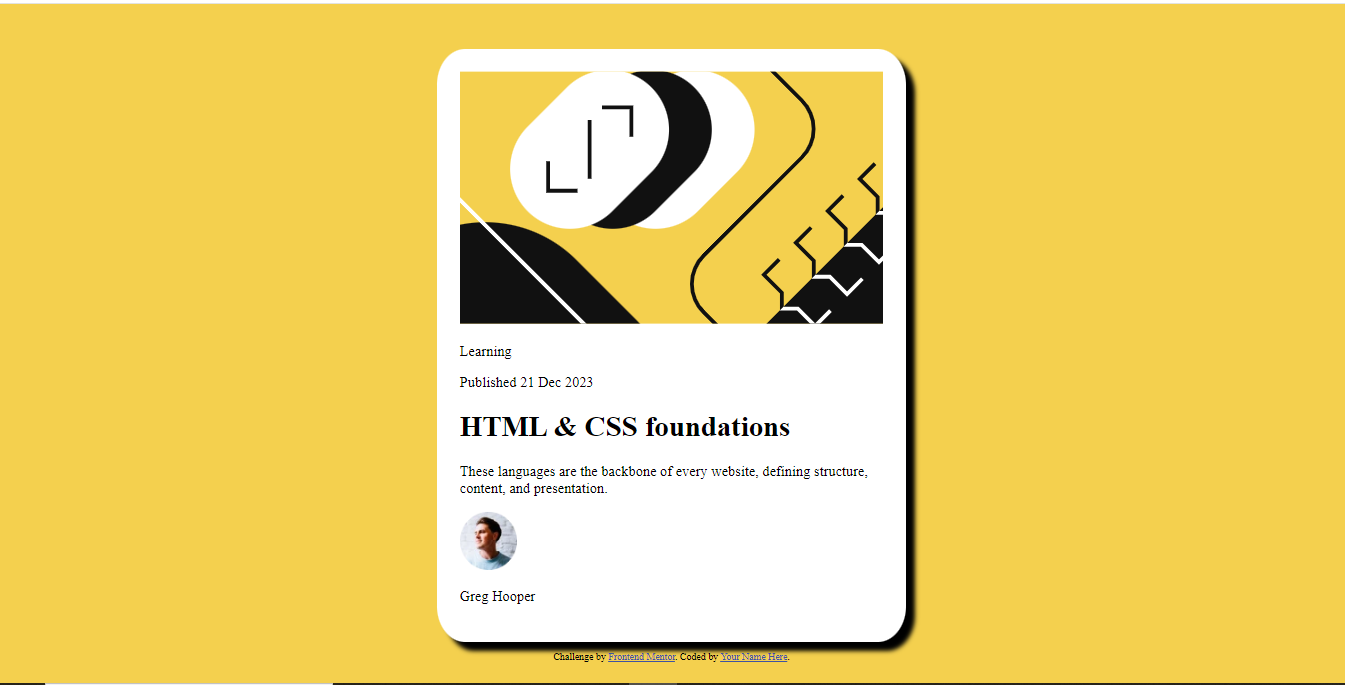 Learning
Published 21 Dec 2023
HTML & CSS foundations
These languages are the backbone of every website, defining structure,
content, and presentation.
Greg Hooper
Challenge by Frontend Mentor. Coded by Your Name Here.